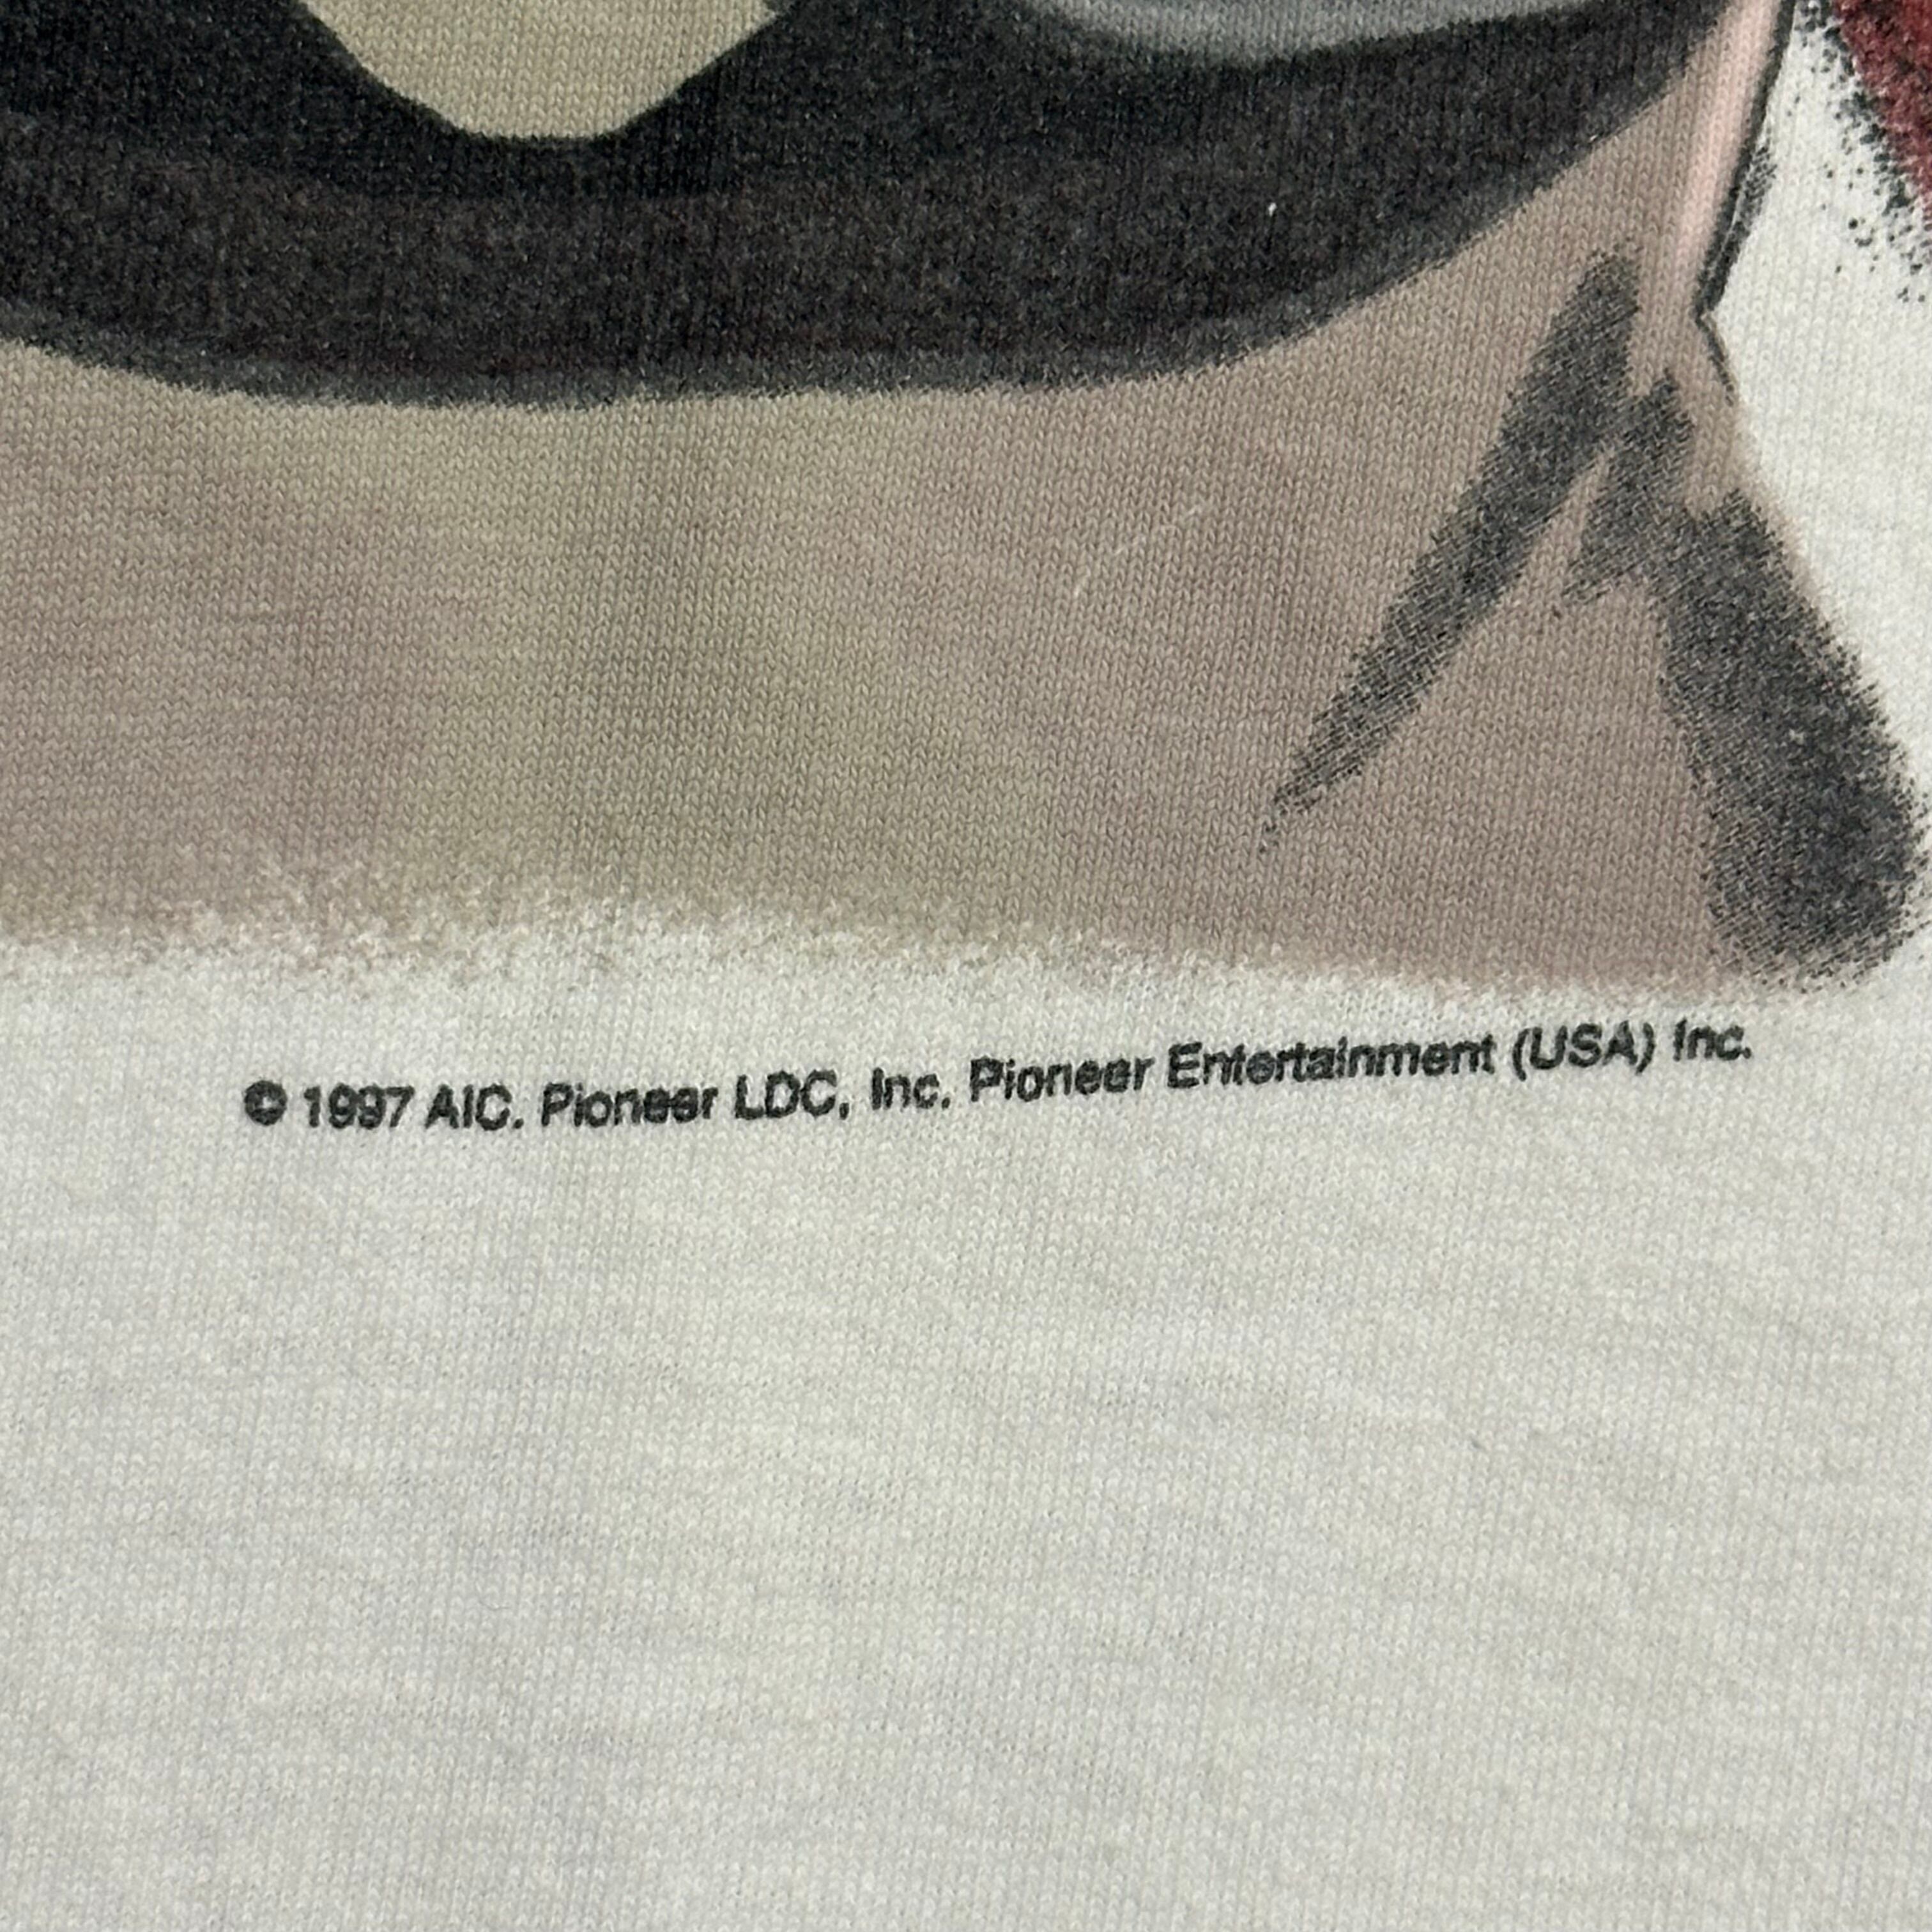 © 1997 AIC. Pioneer LDC, Inc. Pioneer Entertainment (USA) Inc.